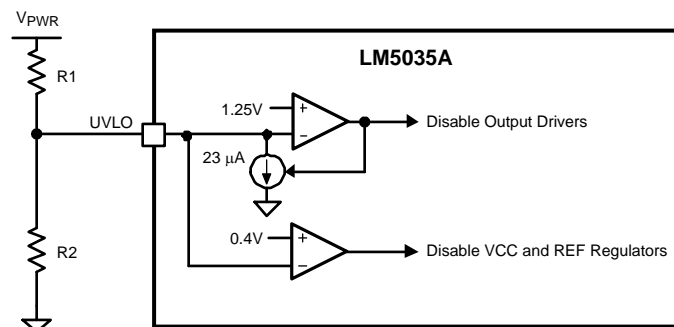 VPWR
LM5035A
R1
1.25V
+
UVLO
−
Disable Output Drivers
23 μA
R2
0.4V
+
−
Disable VCC and REF Regulators